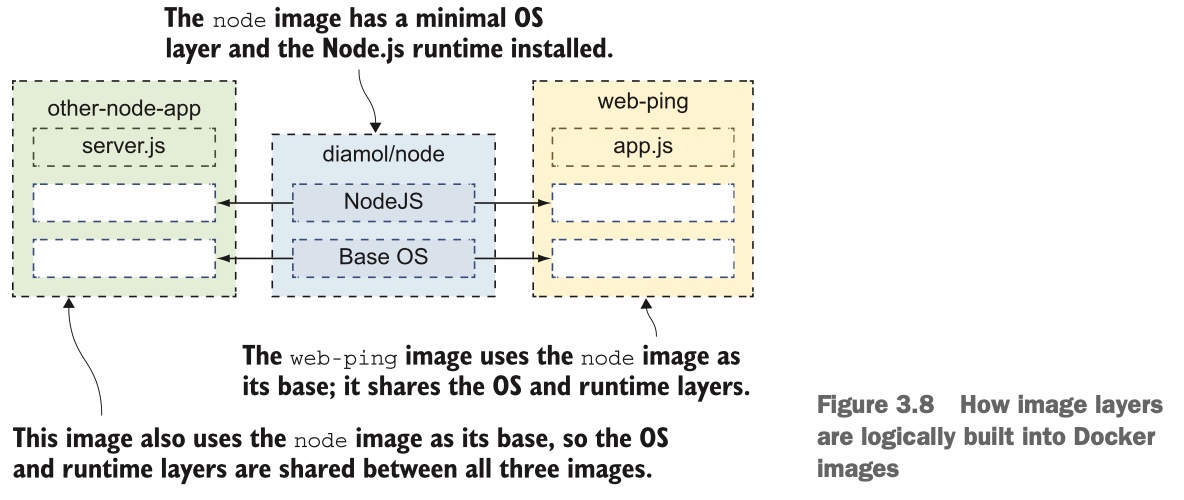 The node image has a minimal OS
layer and the Node.js runtime installed.
other-node-app
server.js
diamol/node
NodeJS
Base OS
web-ping
app.js
The web-ping image uses the node image as
its base; it shares the OS and runtime layers.
This image also uses the node image as its base, so the OS
and runtime layers are shared between all three images.
Figure 3.8 How image layers
are logically built into Docker
images